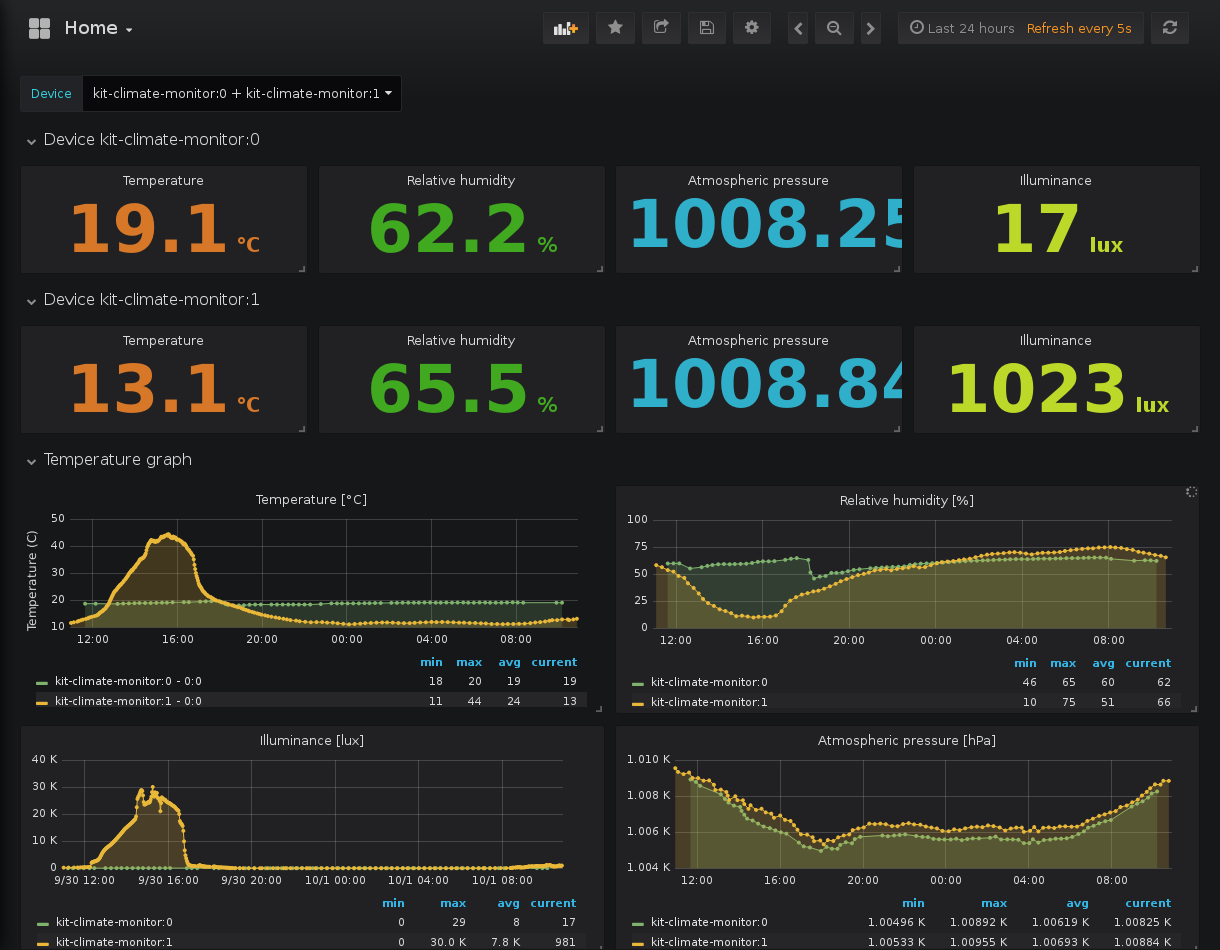 Home
Last 24 hours Refresh every 5s
Device kit-climate-monitor:0 + kit-climate-monitor:1
Device kit-climate-monitor:0
Temperature Relative humidity Atmospheric pressure Illuminance
19.1 °C 62.2 % 1008.25 17 lux
Device kit-climate-monitor:1
Temperature Relative humidity Atmospheric pressure Illuminance
13.1 °C 65.5 % 1008.84 1023 lux
Temperature graph
Temperature [°C]
Temperature (C)
50
40
30
20
10
12:00 16:00 20:00 00:00 04:00 08:00
min max avg current
kit-climate-monitor:0 - 0:0 18 20 19 19
kit-climate-monitor:1 - 0:0 11 44 24 13
Relative humidity [%]
100
75
50
25
0
12:00 16:00 20:00 00:00 04:00 08:00
min max avg current
kit-climate-monitor:0 46 65 60 62
kit-climate-monitor:1 10 75 51 66
Illuminance [lux]
40 K
30 K
20 K
10 K
0
9/30 12:00 9/30 16:00 9/30 20:00 10/1 00:00 10/1 04:00 10/1 08:00
min max avg current
kit-climate-monitor:0 0 29 8 17
kit-climate-monitor:1 0 30.0 K 7.8 K 981
Atmospheric pressure [hPa]
1.010 K
1.008 K
1.006 K
1.004 K
12:00 16:00 20:00 00:00 04:00 08:00
min max avg current
kit-climate-monitor:0 1.00496 K 1.00892 K 1.00619 K 1.00825 K
kit-climate-monitor:1 1.00533 K 1.00955 K 1.00693 K 1.00884 K